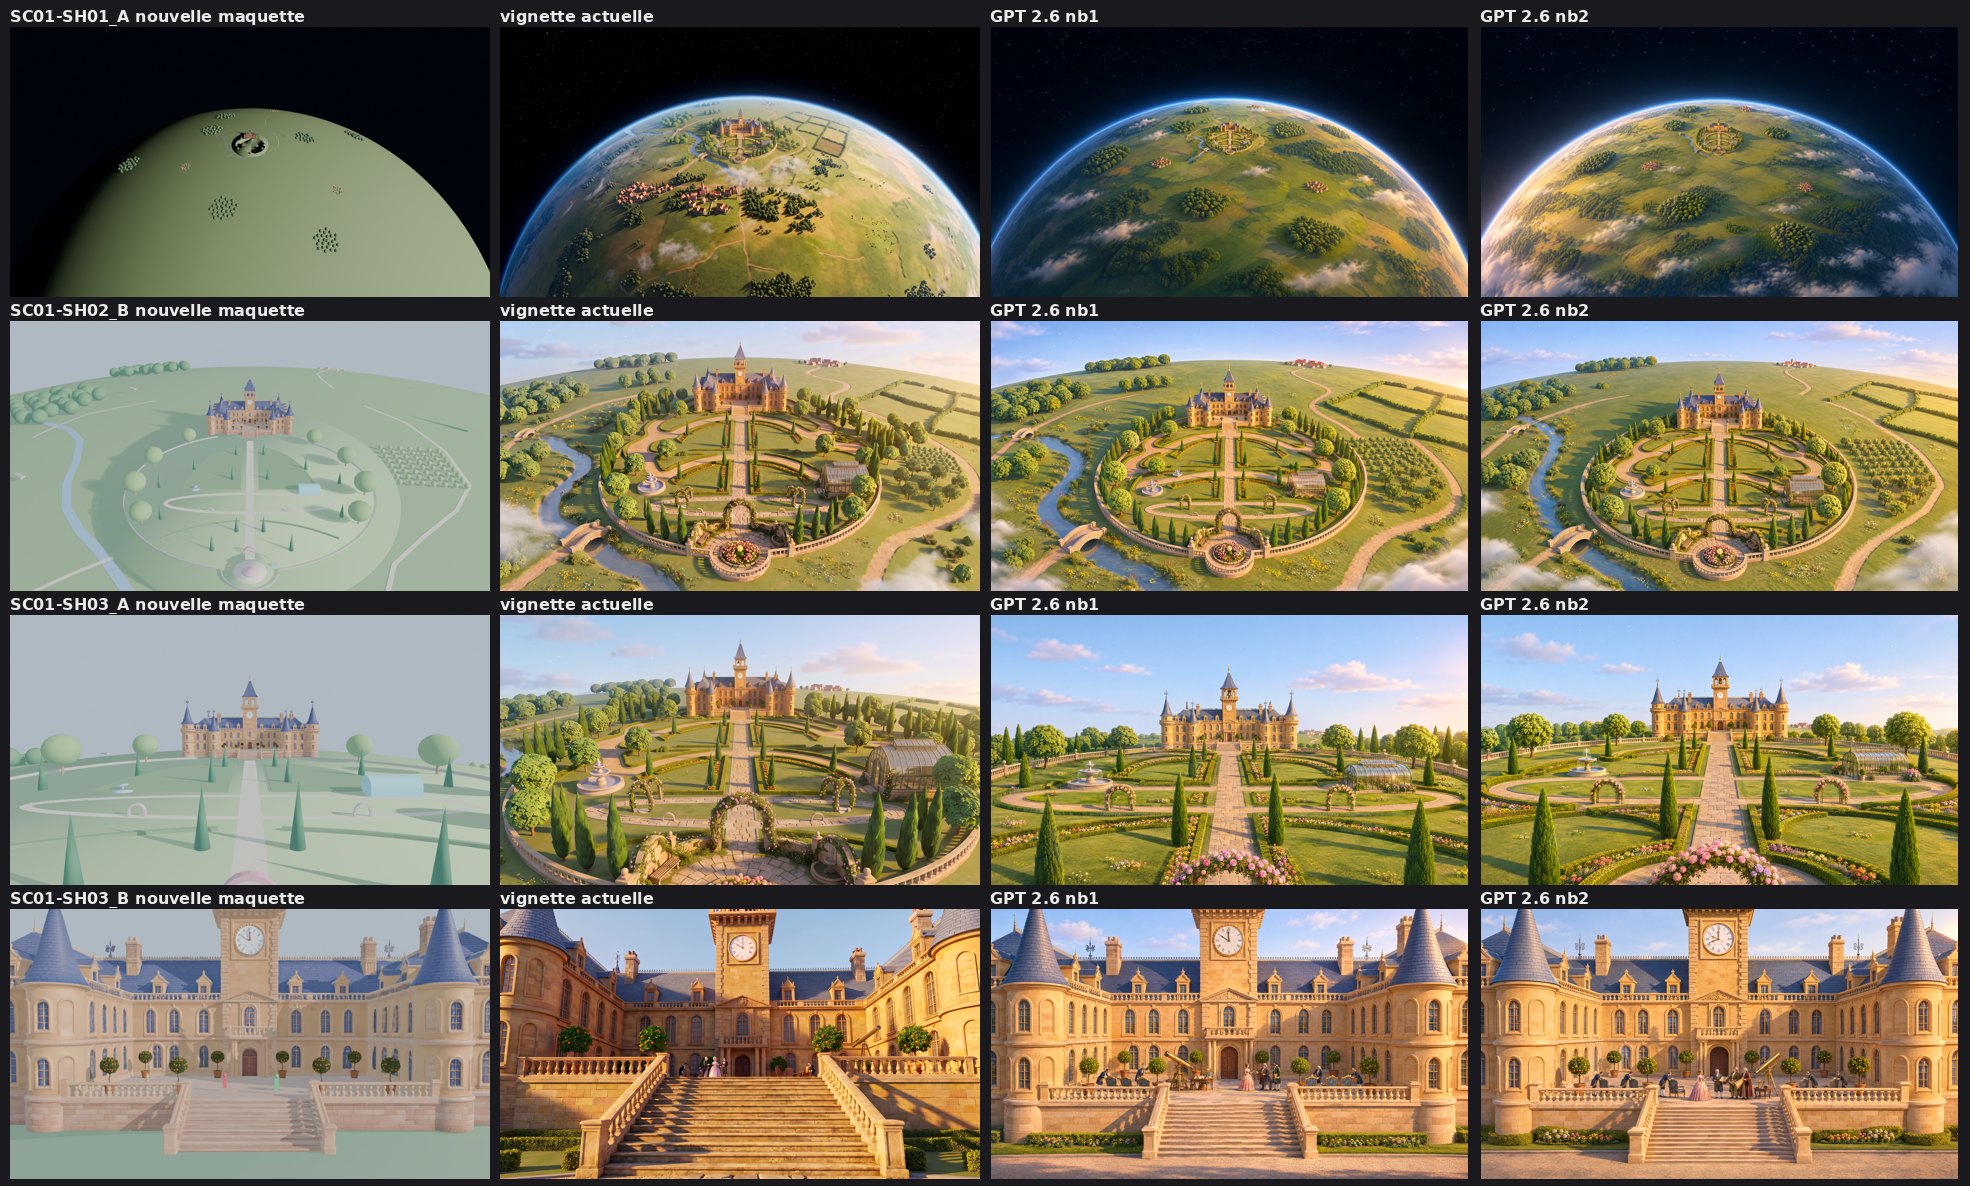 SC01-SH01_A nouvelle maquette
vignette actuelle
GPT 2.6 nb1
GPT 2.6 nb2
SC01-SH02_B nouvelle maquette
vignette actuelle
GPT 2.6 nb1
GPT 2.6 nb2
SC01-SH03_A nouvelle maquette
vignette actuelle
GPT 2.6 nb1
GPT 2.6 nb2
SC01-SH03_B nouvelle maquette
vignette actuelle
GPT 2.6 nb1
GPT 2.6 nb2